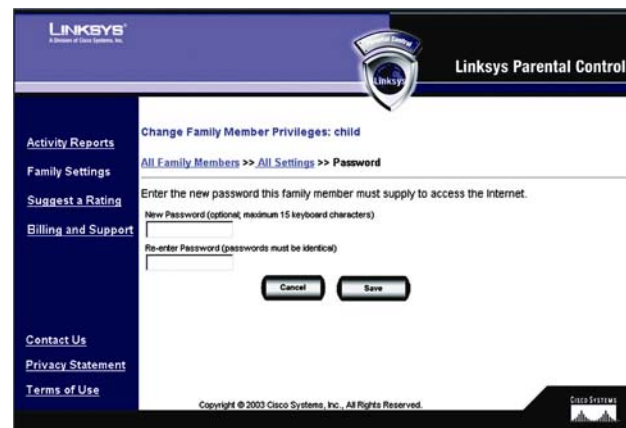 LINKSYS®
A Division of Cisco Systems, Inc.
Parental Control
Linksys
Linksys Parental Control
Activity Reports
Family Settings
Suggest a Rating
Billing and Support
Contact Us
Privacy Statement
Terms of Use
Change Family Member Privileges: child
All Family Members >> All Settings >> Password
Enter the new password this family member must supply to access the Internet.
New Password (optional; maximum 15 keyboard characters)
Re-enter Password (passwords must be identical)
Cancel
Save
Copyright © 2003 Cisco Systems, Inc., All Rights Reserved.
CISCO SYSTEMS